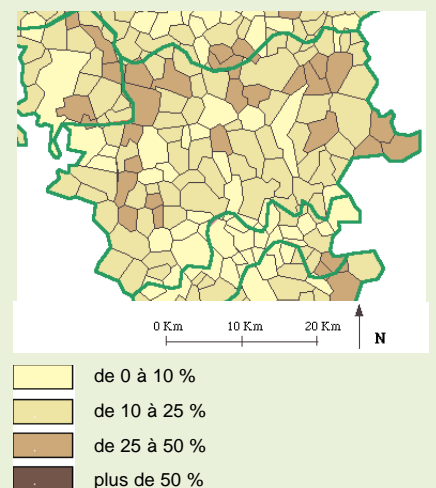 0 Km 10 Km 20 Km N
de 0 à 10 %
de 10 à 25 %
de 25 à 50 %
plus de 50 %